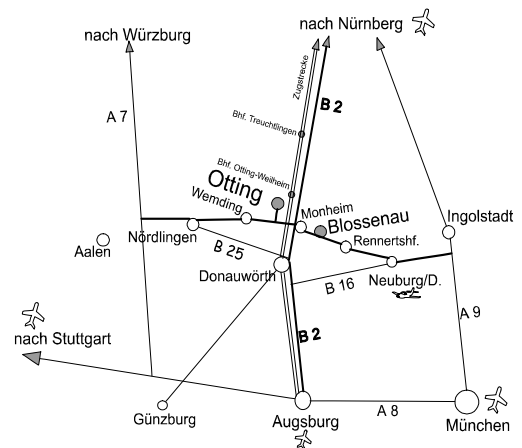 nach Nürnberg
nach Würzburg
Zugstrecke
A 7
B 2
Bhf. Treuchtlingen
Bhf. Otting-Weilheim
Otting
Wemding
Monheim
Blossenau
Ingolstadt
Nördlingen
Rennertshf.
Aalen
B 25
Donauwörth
B 16
Neuburg/D.
A 9
nach Stuttgart
B 2
Günzburg
Augsburg
A 8
München